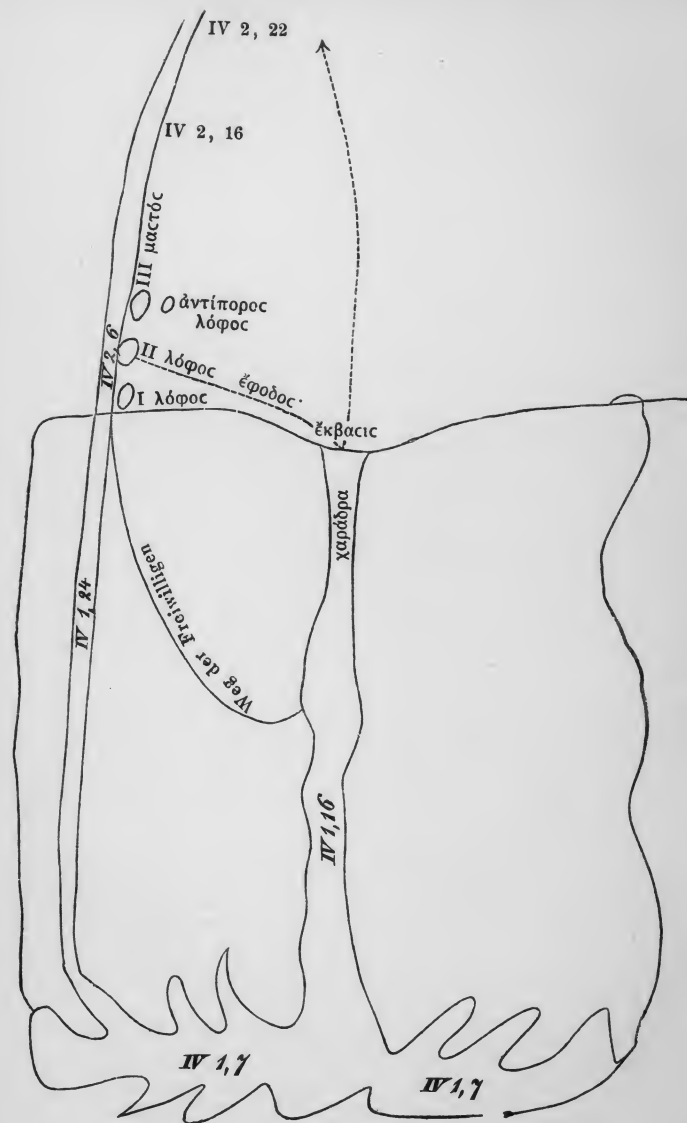 IV 2, 22
IV 2, 16
III μαϲτόϲ
ἀντίποροϲ
λόφοϲ
IV 2, 6
II λόφοϲ
ἔφοδοϲ
I λόφοϲ
ἔκβαϲιϲ
χαράδρα
Weg der Freiwilligen
IV 1, 24
IV 1, 16
IV 1, 7
IV 1, 7